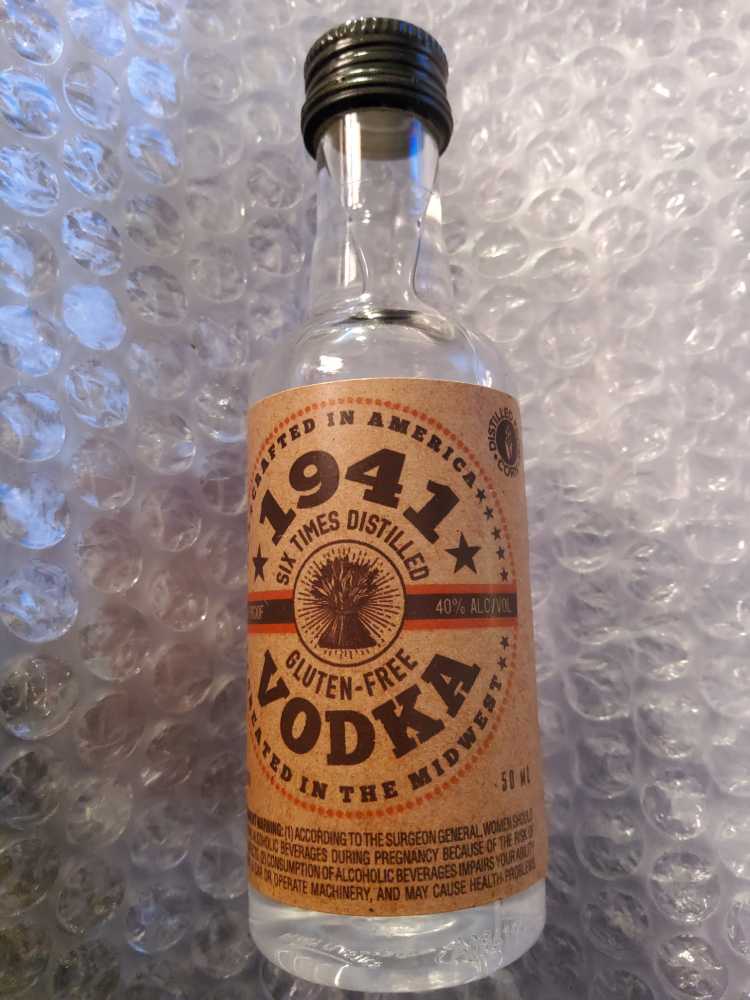 CRAFTED IN AMERICA
DISTILLED
CORN
1941
SIX TIMES DISTILLED
40% ALC/VOL
GLUTEN-FREE
VODKA
EATED IN THE MIDWEST
50 ML
WARNING: (1) ACCORDING TO THE SURGEON GENERAL, WOMEN SHOULD
ALCOHOLIC BEVERAGES DURING PREGNANCY BECAUSE OF THE RISK OF
(2) CONSUMPTION OF ALCOHOLIC BEVERAGES IMPAIRS YOUR ABILITY
OR OPERATE MACHINERY, AND MAY CAUSE HEALTH PROBLEMS.